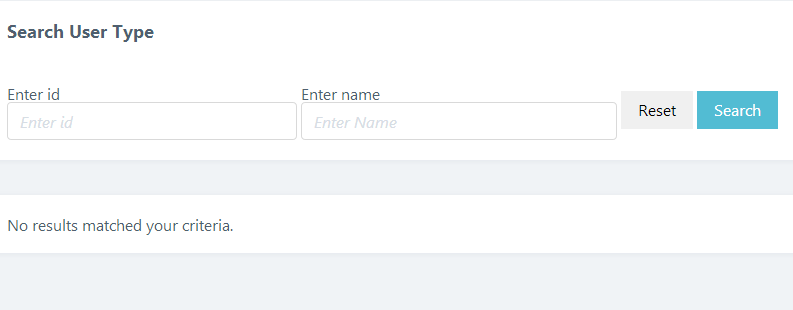 Search User Type
Enter id Enter name
Enter id Enter Name Reset Search
No results matched your criteria.